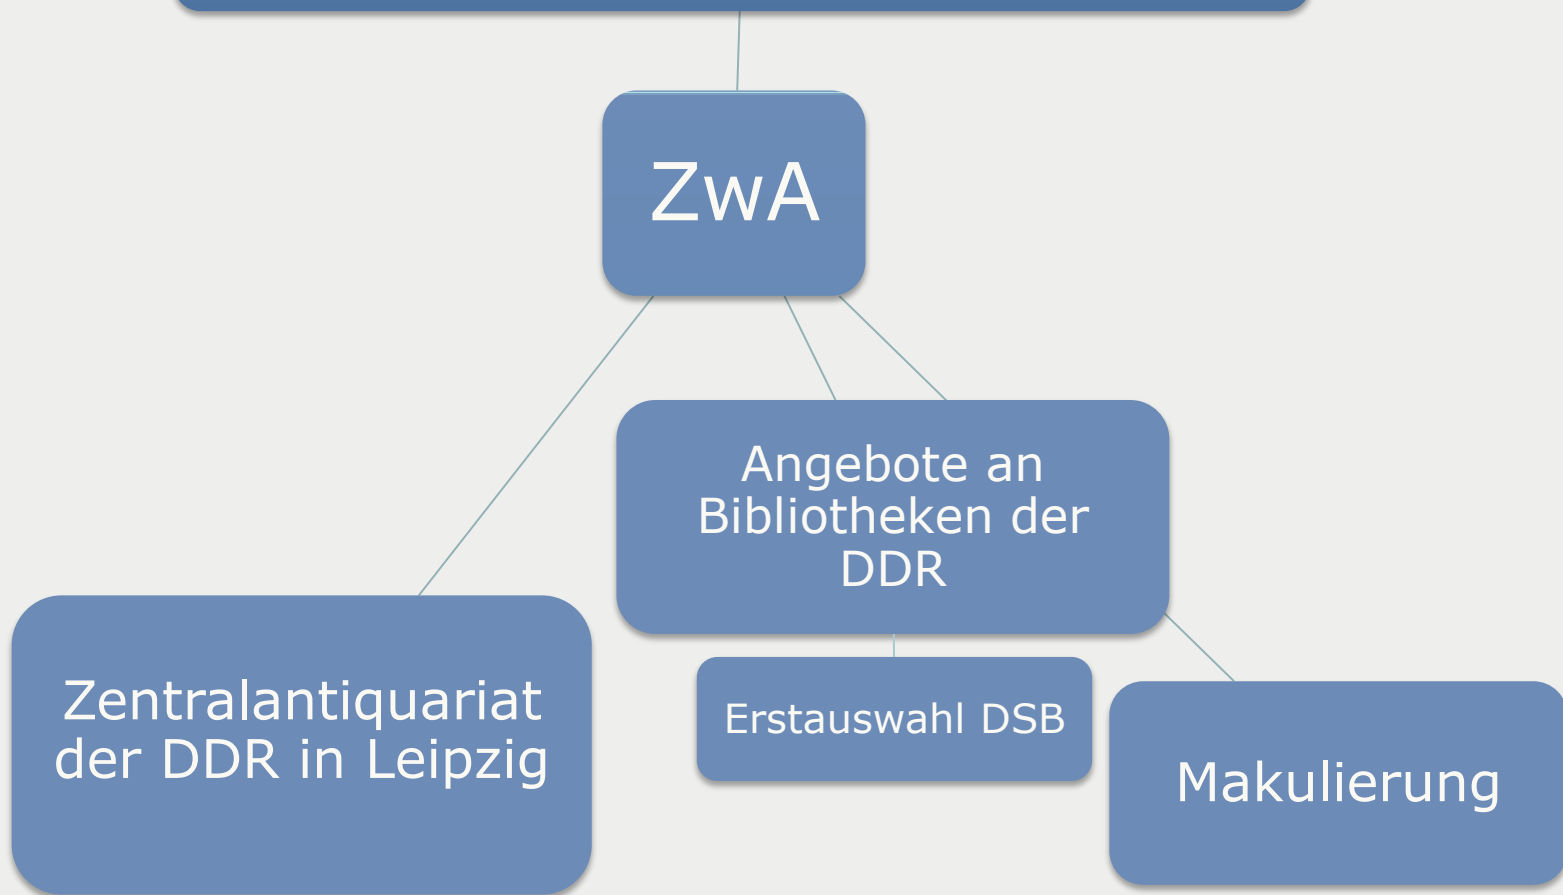 ZwA
Angebote an
Bibliotheken der
DDR
Zentralantiquariat
der DDR in Leipzig
Erstauswahl DSB
Makulierung